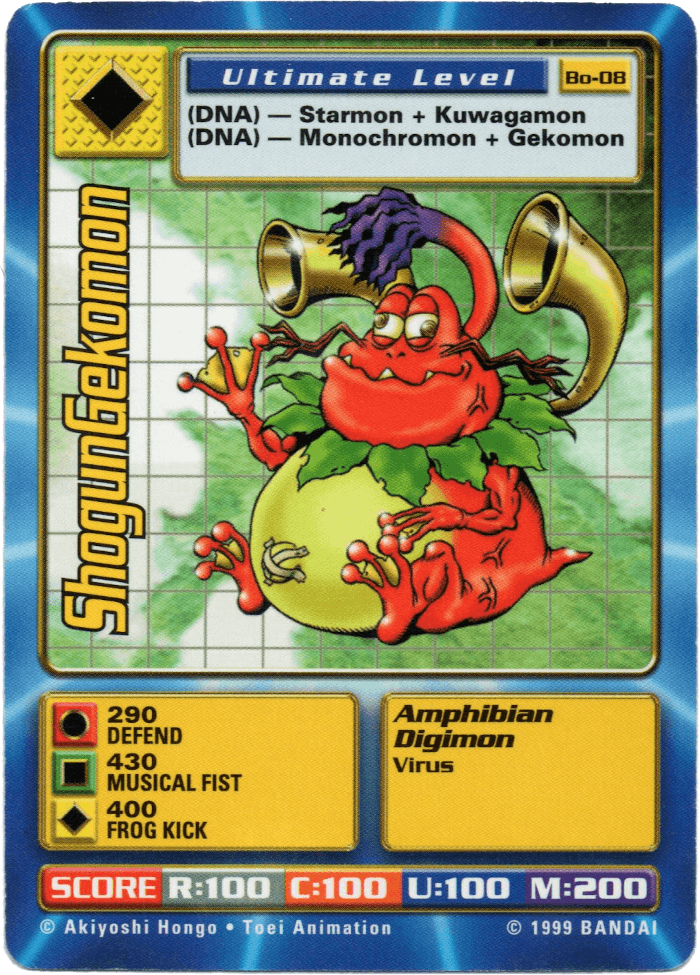 Ultimate Level
Bo-08
(DNA) — Starmon + Kuwagamon
(DNA) — Monochromon + Gekomon
ShogunGekomon
290
DEFEND
430
MUSICAL FIST
400
FROG KICK
Amphibian
Digimon
Virus
SCORE R:100 C:100 U:100 M:200
© Akiyoshi Hongo • Toei Animation
© 1999 BANDAI